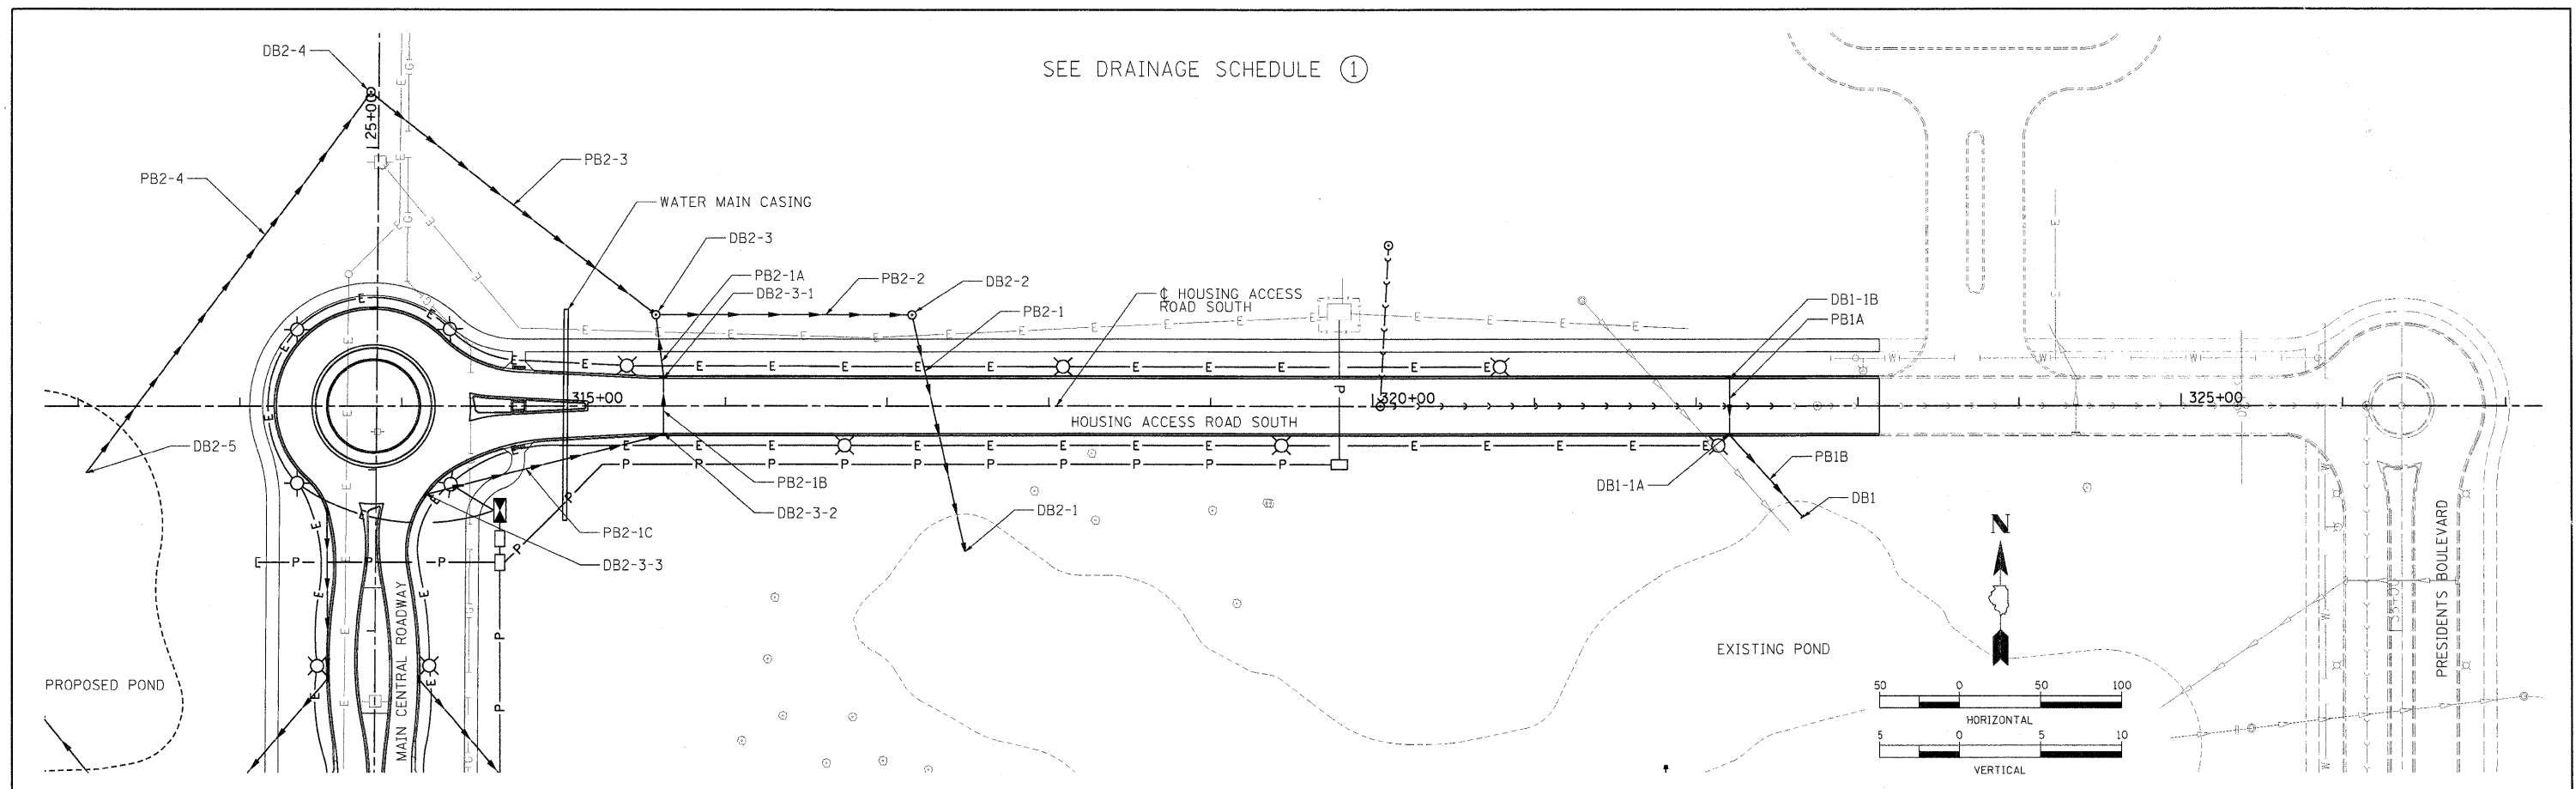 SEE DRAINAGE SCHEDULE 1
DB2-4
125+00
PB2-3
PB2-4
WATER MAIN CASING
DB2-3
PB2-1A
DB2-3-1
PB2-2
DB2-2
PB2-1
℄ HOUSING ACCESS
ROAD SOUTH
DB1-1B
PB1A
315+00
320+00
325+00
HOUSING ACCESS ROAD SOUTH
DB2-5
PB2-1B
DB2-3-2
PB2-1C
DB2-3-3
DB2-1
DB1-1A
PB1B
DB1
N
MAIN CENTRAL ROADWAY
PRESIDENTS BOULEVARD
PROPOSED POND
EXISTING POND
50 0 50 100
HORIZONTAL
5 0 5 10
VERTICAL